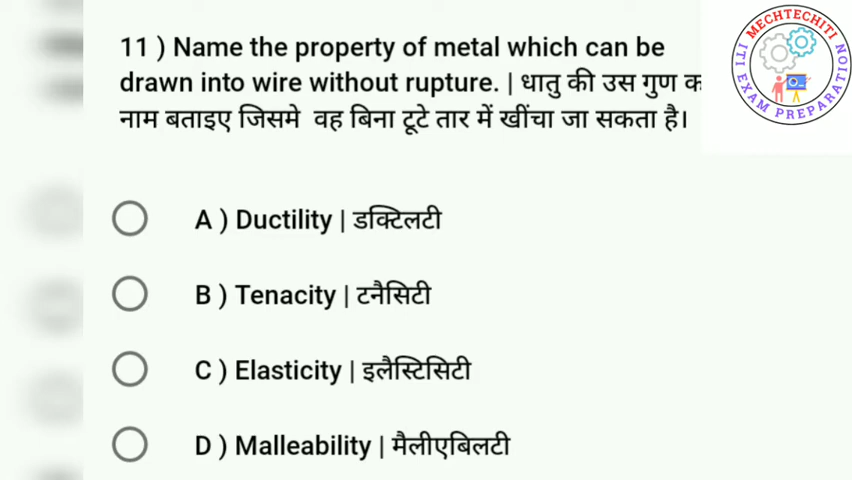 11 ) Name the property of metal which can be
drawn into wire without rupture. | धातु की उस गुण
नाम बताइए जिसमे वह बिना टूटे तार में खींचा जा सकता है।
MECHTECHITI
ITI EXAM PREPARATION
A ) Ductility | डक्टिलटी
B ) Tenacity | टनैसिटी
C ) Elasticity | इलैस्टिसिटी
D ) Malleability | मैलीएबिलटी